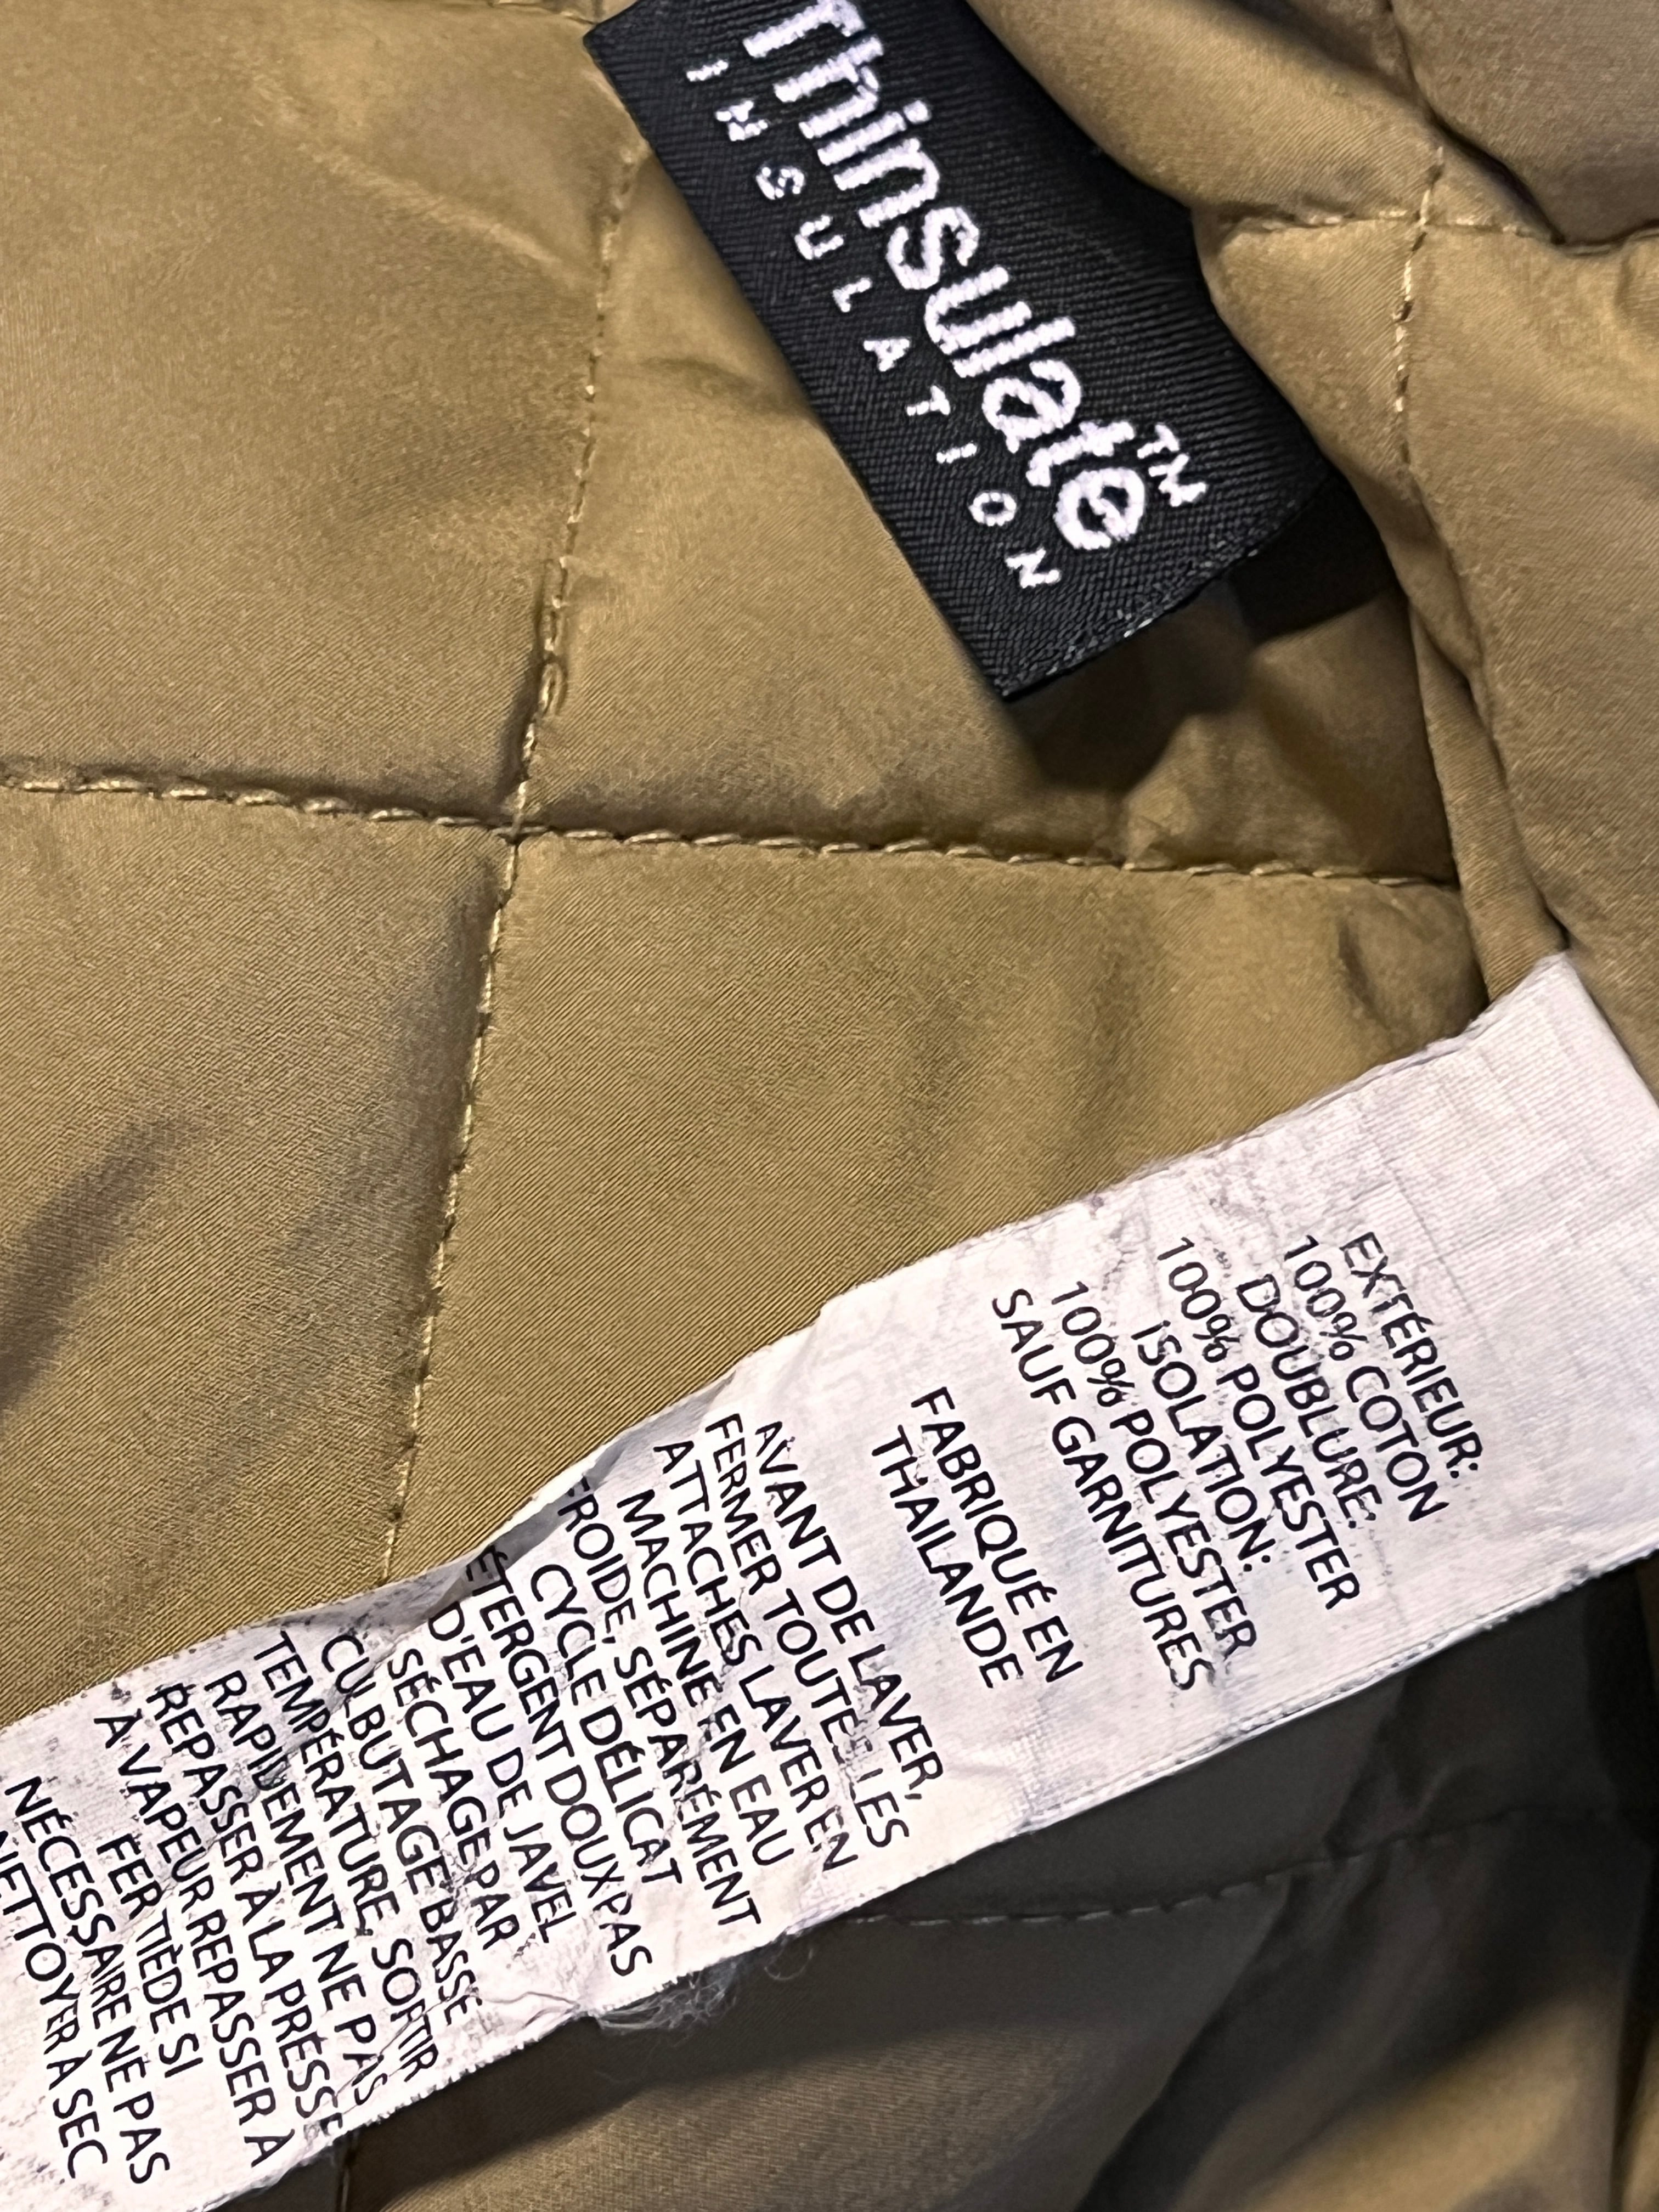 Thinsulate™
INSULATION
EXTÉRIEUR:
100% COTON
DOUBLURE:
100% POLYESTER
ISOLATION:
100% POLYESTER
SAUF GARNITURES
FABRIQUÉ EN
THAILANDE
AVANT DE LAVER,
FERMER TOUTES LES
ATTACHES LAVER EN
MACHINE EN EAU
FROIDE, SÉPARÉMENT
CYCLE DÉLICAT
DÉTERGENT DOUX PAS
D'EAU DE JAVEL
SÉCHAGE PAR
CULBUTAGE BASSE
TEMPÉRATURE, SORTIR
RAPIDEMENT NE PAS
REPASSER À LA PRESSE
À VAPEUR REPASSER À
FER TIÈDE SI
NÉCESSAIRE NE PAS
NETTOYER À SEC